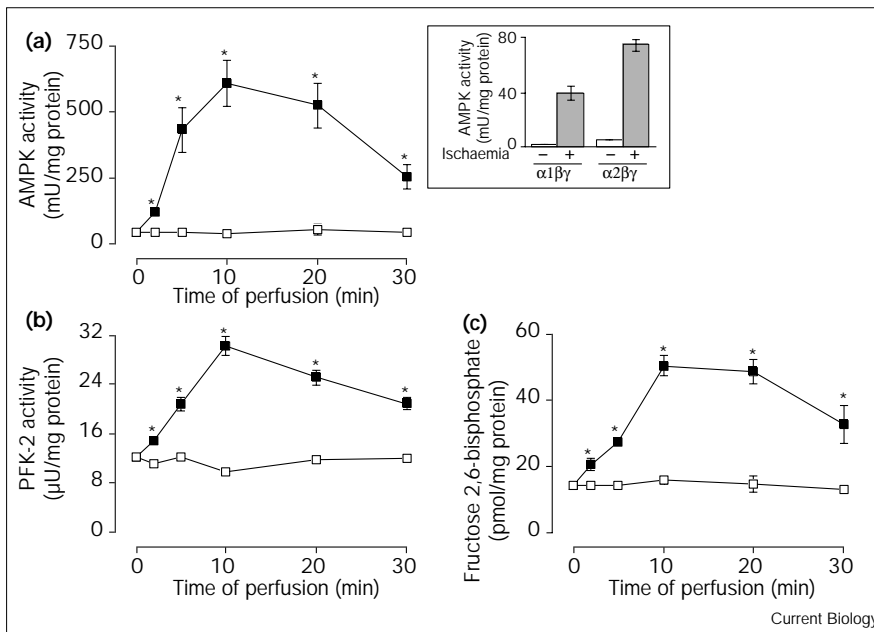 (a)
750
500
250
0
AMPK activity
(mU/mg protein)
*
*
*
*
*
0 10 20 30
Time of perfusion (min)
80
40
0
AMPK activity
(mU/mg protein)
Ischaemia − + − +
α1βγ α2βγ
(b)
32
24
16
8
0
PFK-2 activity
(µU/mg protein)
*
*
*
*
*
0 10 20 30
Time of perfusion (min)
(c)
60
40
20
0
Fructose 2,6-bisphosphate
(pmol/mg protein)
*
*
*
*
*
0 10 20 30
Time of perfusion (min)
Current Biology